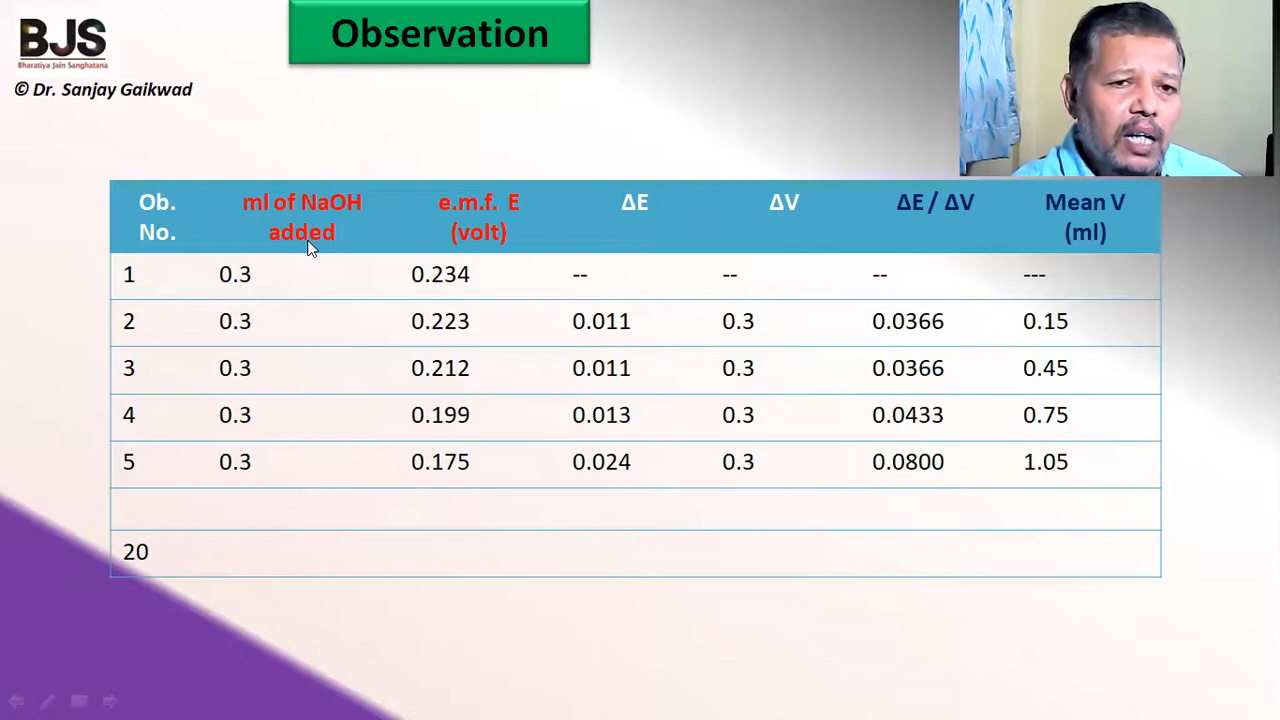 BJS
Bharatiya Jain Sanghatana
© Dr. Sanjay Gaikwad
Observation
Ob. No. ml of NaOH added e.m.f. E (volt) ΔE ΔV ΔE / ΔV Mean V (ml)
1 0.3 0.234 -- -- -- ---
2 0.3 0.223 0.011 0.3 0.0366 0.15
3 0.3 0.212 0.011 0.3 0.0366 0.45
4 0.3 0.199 0.013 0.3 0.0433 0.75
5 0.3 0.175 0.024 0.3 0.0800 1.05
20